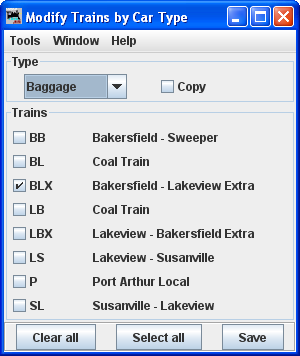 Modify Trains by Car Type
Tools Window Help
Type
Baggage Copy
Trains
BB Bakersfield - Sweeper
BL Coal Train
BLX Bakersfield - Lakeview Extra
LB Coal Train
LBX Lakeview - Bakersfield Extra
LS Lakeview - Susanville
P Port Arthur Local
SL Susanville - Lakeview
Clear all Select all Save